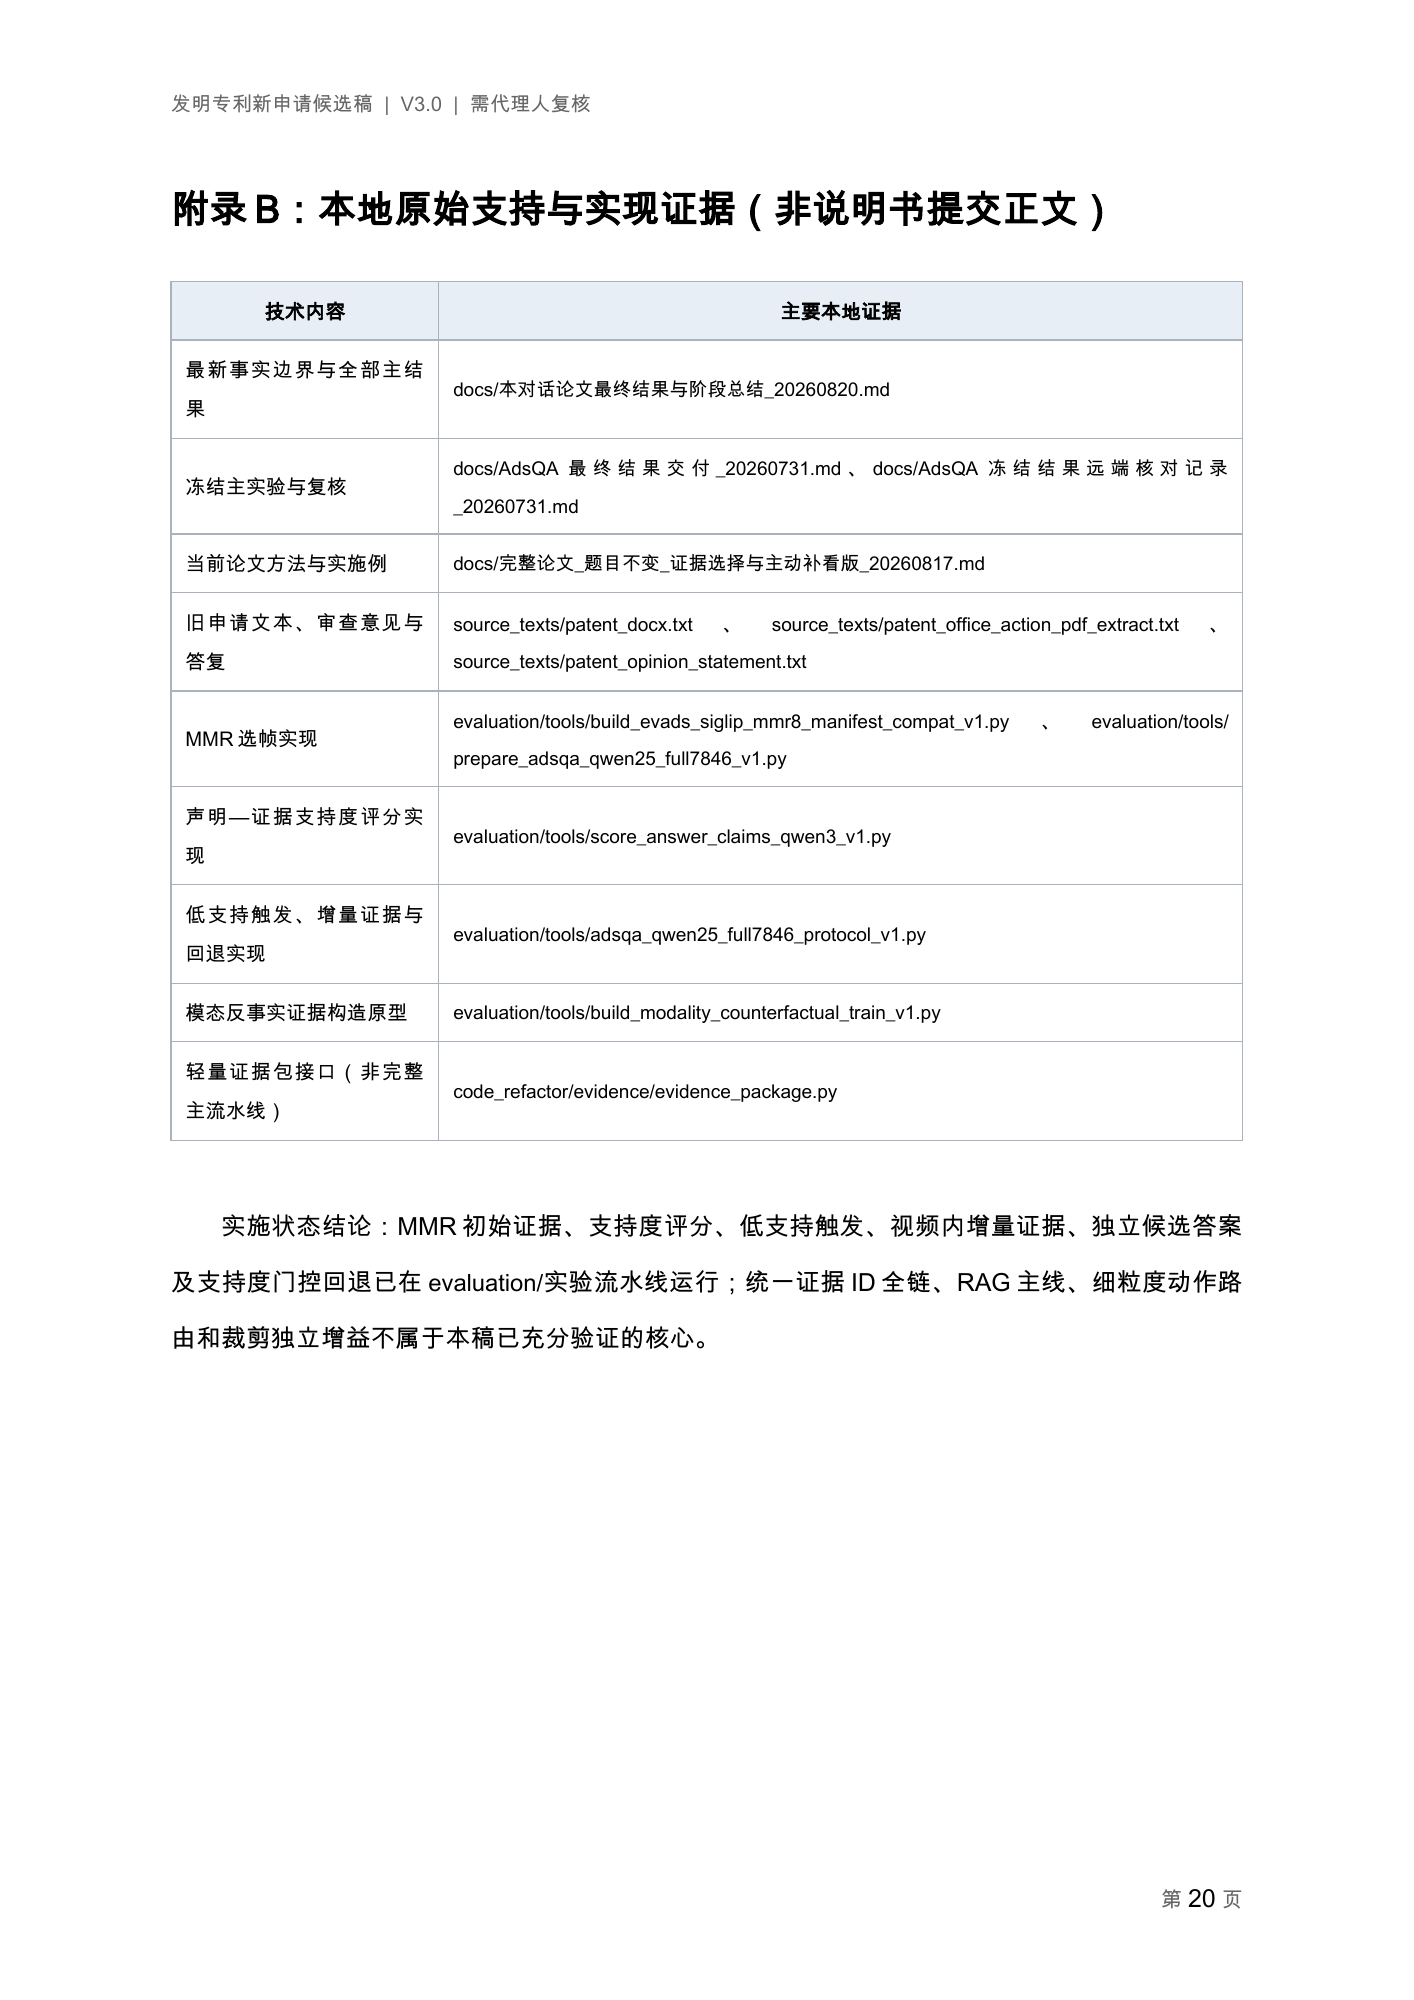 发明专利新申请候选稿 | V3.0 | 需代理人复核
附录B：本地原始支持与实现证据（非说明书提交正文）
技术内容 主要本地证据
最新事实边界与全部主结
果
docs/本对话论文最终结果与阶段总结_20260820.md
冻结主实验与复核
docs/AdsQA 最终结果交付_20260731.md、docs/AdsQA 冻结结果远端核对记录
_20260731.md
当前论文方法与实施例
docs/完整论文_题目不变_证据选择与主动补看版_20260817.md
旧申请文本、审查意见与
答复
source_texts/patent_docx.txt 、 source_texts/patent_office_action_pdf_extract.txt 、
source_texts/patent_opinion_statement.txt
MMR选帧实现
evaluation/tools/build_evads_siglip_mmr8_manifest_compat_v1.py 、 evaluation/tools/
prepare_adsqa_qwen25_full7846_v1.py
声明—证据支持度评分实
现
evaluation/tools/score_answer_claims_qwen3_v1.py
低支持触发、增量证据与
回退实现
evaluation/tools/adsqa_qwen25_full7846_protocol_v1.py
模态反事实证据构造原型
evaluation/tools/build_modality_counterfactual_train_v1.py
轻量证据包接口（非完整
主流水线）
code_refactor/evidence/evidence_package.py
实施状态结论：MMR初始证据、支持度评分、低支持触发、视频内增量证据、独立候选答案
及支持度门控回退已在 evaluation/实验流水线运行；统一证据 ID 全链、RAG 主线、细粒度动作路
由和裁剪独立增益不属于本稿已充分验证的核心。
第 20 页